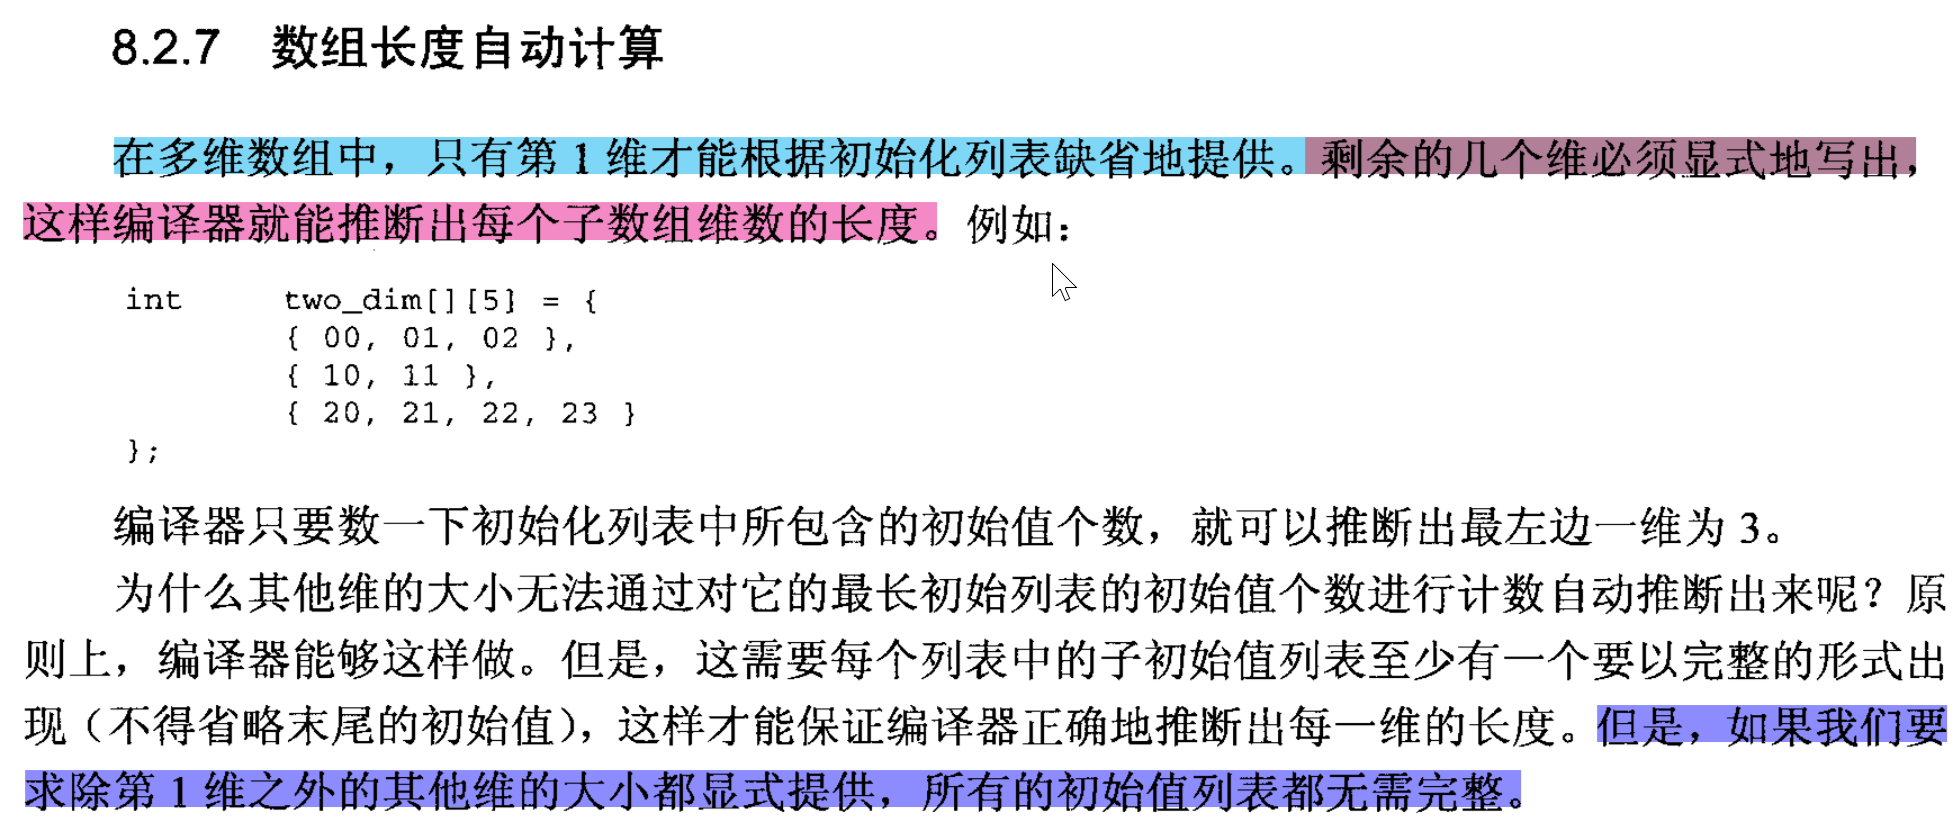 8.2.7 数组长度自动计算
在多维数组中，只有第 1 维才能根据初始化列表缺省地提供。剩余的几个维必须显式地写出，
这样编译器就能推断出每个子数组维数的长度。例如：
int two_dim[][5] = {
{ 00, 01, 02 },
{ 10, 11 },
{ 20, 21, 22, 23 }
};
编译器只要数一下初始化列表中所包含的初始值个数，就可以推断出最左边一维为 3。
为什么其他维的大小无法通过对它的最长初始列表的初始值个数进行计数自动推断出来呢？原
则上，编译器能够这样做。但是，这需要每个列表中的子初始值列表至少有一个要以完整的形式出
现（不得省略末尾的初始值），这样才能保证编译器正确地推断出每一维的长度。但是，如果我们要
求除第 1 维之外的其他维的大小都显式提供，所有的初始值列表都无需完整。